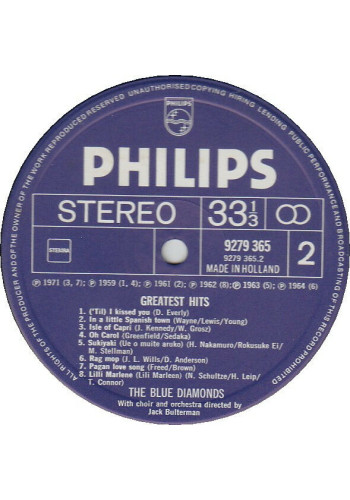 ALL RIGHTS OF THE MANUFACTURER AND OF THE OWNER OF THE WORK REPRODUCED RESERVED UNAUTHORISED COPYING HIRING LENDING PUBLIC PERFORMANCE AND BROADCASTING OF THIS RECORD PROHIBITED
PHILIPS
PHILIPS
STEREO
33 1/3
STEMRA
9279 365
9279 365.2
MADE IN HOLLAND
2
Ⓟ 1971 (3, 7); Ⓟ 1959 (1, 4); Ⓟ 1961 (2); Ⓟ 1962 (8); Ⓟ 1963 (5); Ⓟ 1964 (6)
GREATEST HITS
1. ('Til) I kissed you (D. Everly)
2. In a little Spanish town (Wayne/Lewis/Young)
3. Isle of Capri (J. Kennedy/W. Grosz)
4. Oh Carol (Greenfield/Sedaka)
5. Sukiyaki (Ue o muite aruko) (H. Nakamuro/Rokusuke Ei/
M. Stellman)
6. Rag mop (J. L. Wills/D. Anderson)
7. Pagan love song (Freed/Brown)
8. Lilli Marlene (Lili Marleen) (N. Schultze/H. Leip/
T. Connor)
THE BLUE DIAMONDS
With choir and orchestra directed by
Jack Bulterman